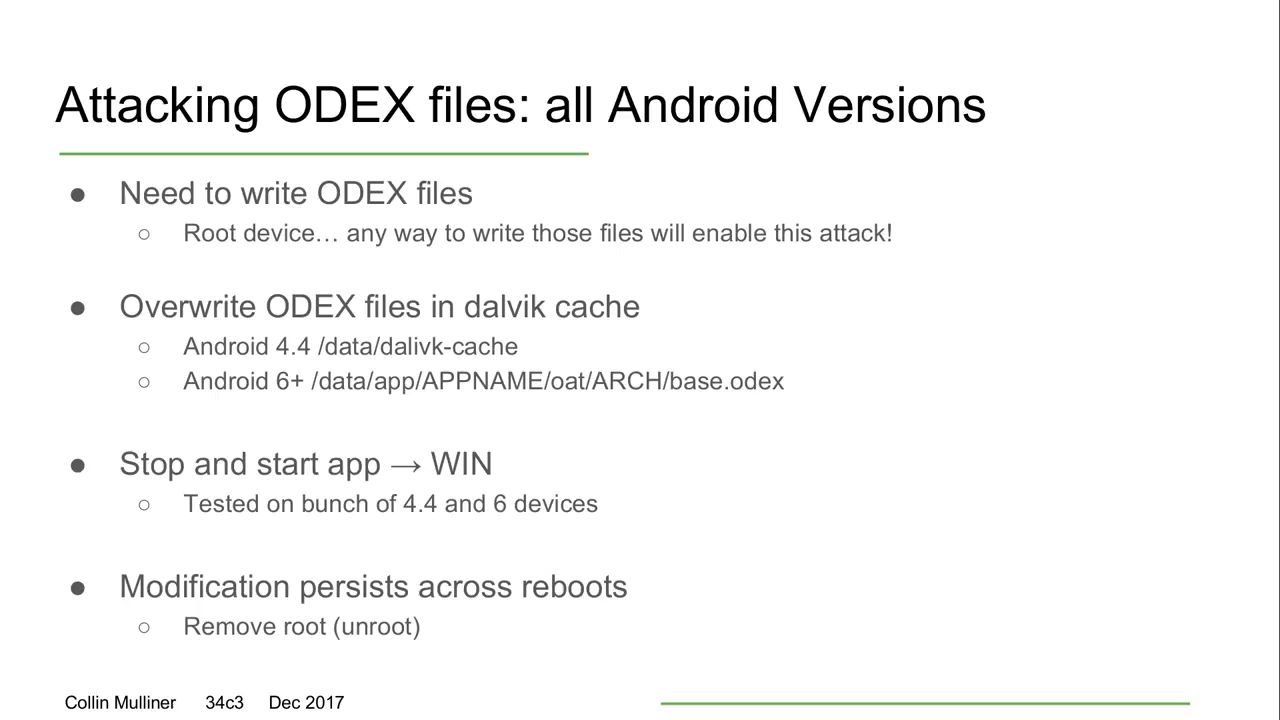 Attacking ODEX files: all Android Versions
● Need to write ODEX files
○ Root device… any way to write those files will enable this attack!
● Overwrite ODEX files in dalvik cache
○ Android 4.4 /data/dalivk-cache
○ Android 6+ /data/app/APPNAME/oat/ARCH/base.odex
● Stop and start app → WIN
○ Tested on bunch of 4.4 and 6 devices
● Modification persists across reboots
○ Remove root (unroot)
Collin Mulliner 34c3 Dec 2017